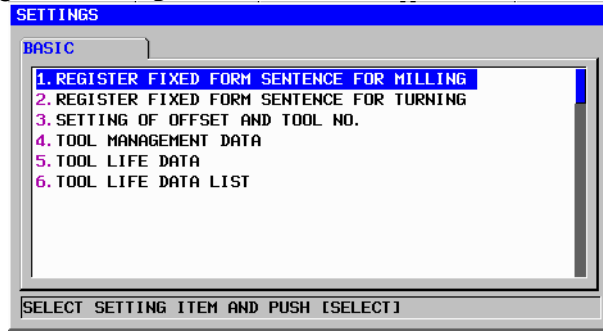 SETTINGS
BASIC
1.REGISTER FIXED FORM SENTENCE FOR MILLING
2.REGISTER FIXED FORM SENTENCE FOR TURNING
3.SETTING OF OFFSET AND TOOL NO.
4.TOOL MANAGEMENT DATA
5.TOOL LIFE DATA
6.TOOL LIFE DATA LIST
SELECT SETTING ITEM AND PUSH [SELECT]